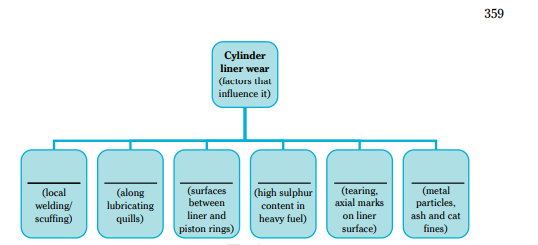 359
Cylinder
liner wear
(factors that
influence it)
(local
welding/
scuffing)
(along
lubricating
quills)
(surfaces
between
liner and
piston rings)
(high sulphur
content in
heavy fuel)
(tearing,
axial marks
on liner
surface)
(metal
particles,
ash and cat
fines)